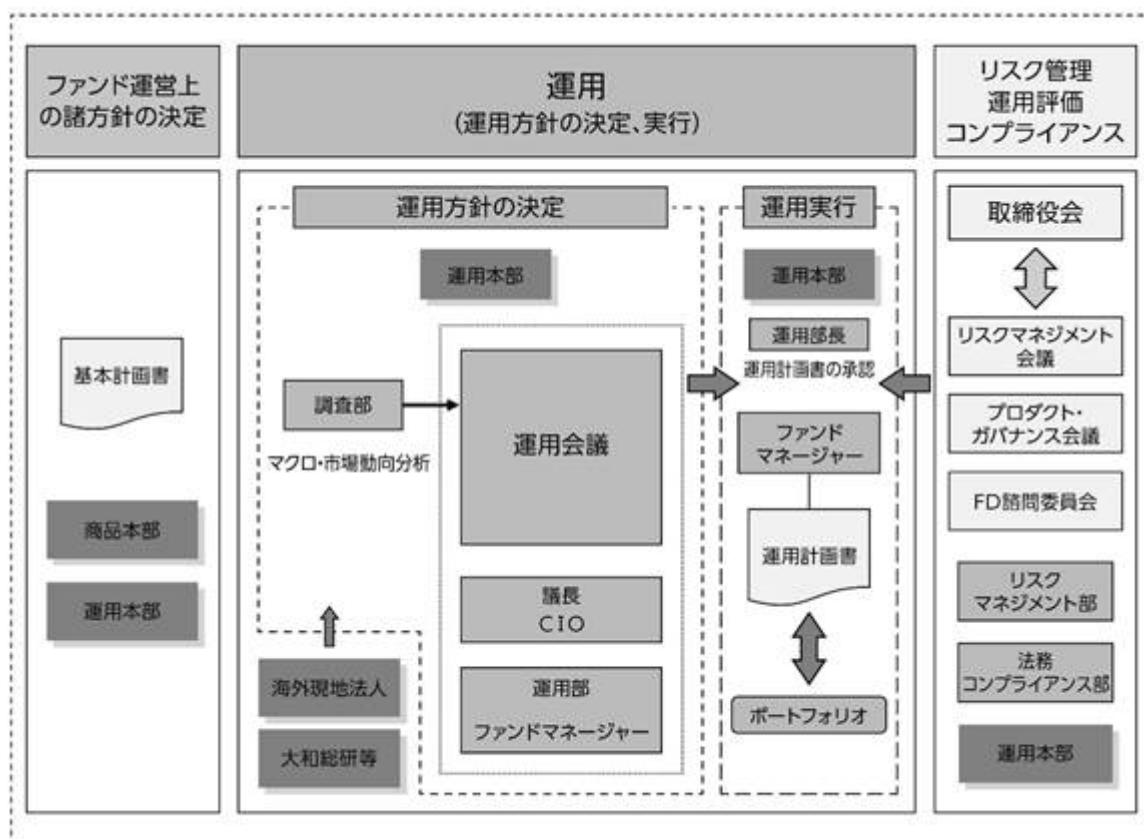 ファンド運営上
の諸方針の決定
基本計画書
商品本部
運用本部
運用
(運用方針の決定、実行)
運用方針の決定
運用本部
調査部
マクロ・市場動向分析
運用会議
議長
CIO
運用部
ファンドマネージャー
海外現地法人
大和総研等
運用実行
運用本部
運用部長
運用計画書の承認
ファンド
マネージャー
運用計画書
ポートフォリオ
リスク管理
運用評価
コンプライアンス
取締役会
リスクマネジメント
会議
プロダクト・
ガバナンス会議
FD諮問委員会
リスク
マネジメント部
法務
コンプライアンス部
運用本部